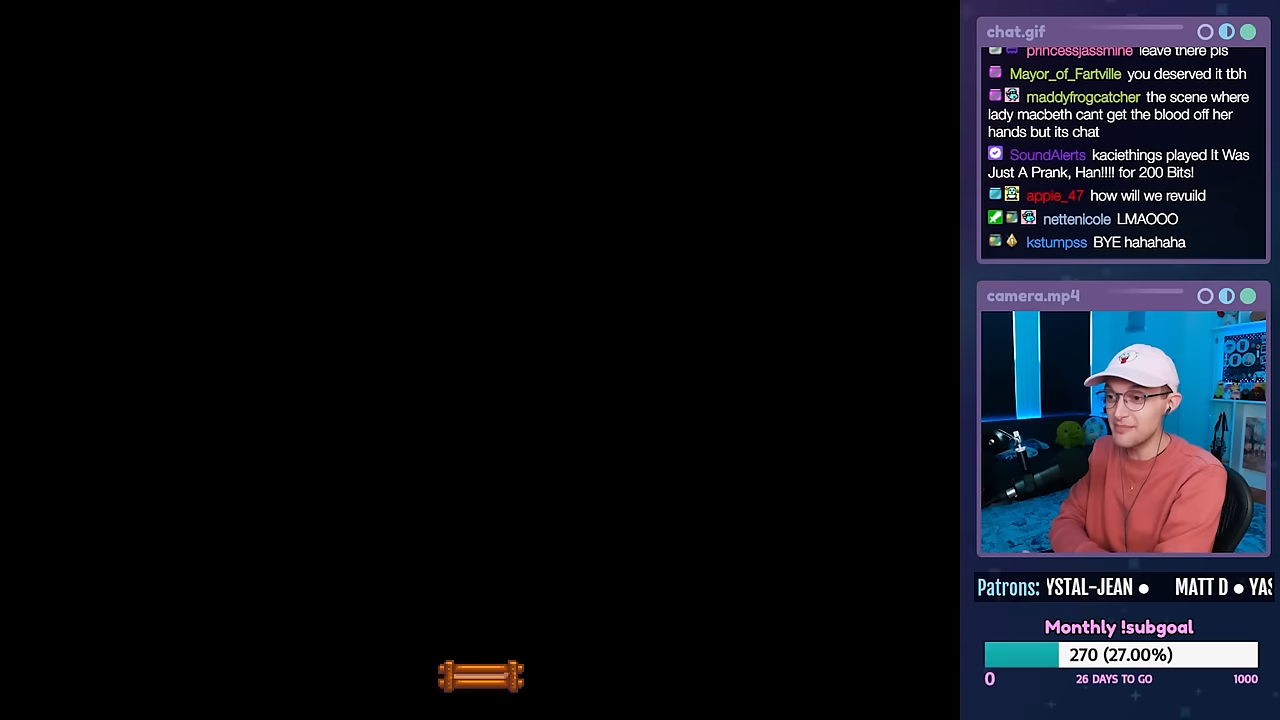 chat.gif
princessjassmine leave there pls
Mayor_of_Fartville you deserved it tbh
maddyfrogcatcher the scene where
lady macbeth cant get the blood off her
hands but its chat
SoundAlerts kaciethings played It Was
Just A Prank, Han!!!! for 200 Bits!
appie_47 how will we revuild
nettenicole LMAOOO
kstumpss BYE hahahaha
camera.mp4
Patrons: YSTAL-JEAN ● MATT D ● YAS
Monthly !subgoal
270 (27.00%)
0 26 DAYS TO GO 1000